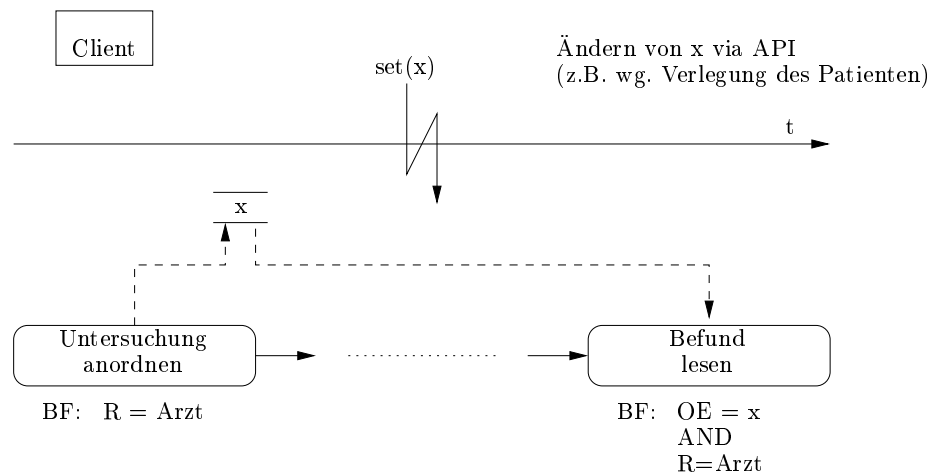 Client
set(x)
Ändern von x via API
(z.B. wg. Verlegung des Patienten)
t
x
Untersuchung
anordnen
Befund
lesen
BF: R = Arzt
BF: OE = x
AND
R=Arzt